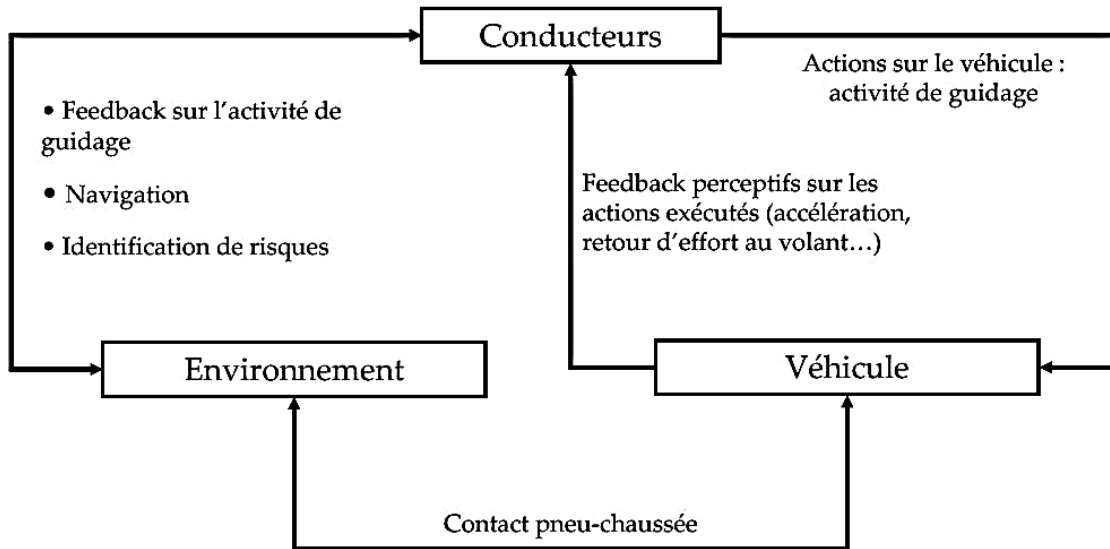 Conducteurs
Actions sur le véhicule :
activité de guidage
• Feedback sur l'activité de
guidage
• Navigation
• Identification de risques
Feedback perceptifs sur les
actions exécutés (accélération,
retour d'effort au volant…)
Environnement
Véhicule
Contact pneu-chaussée